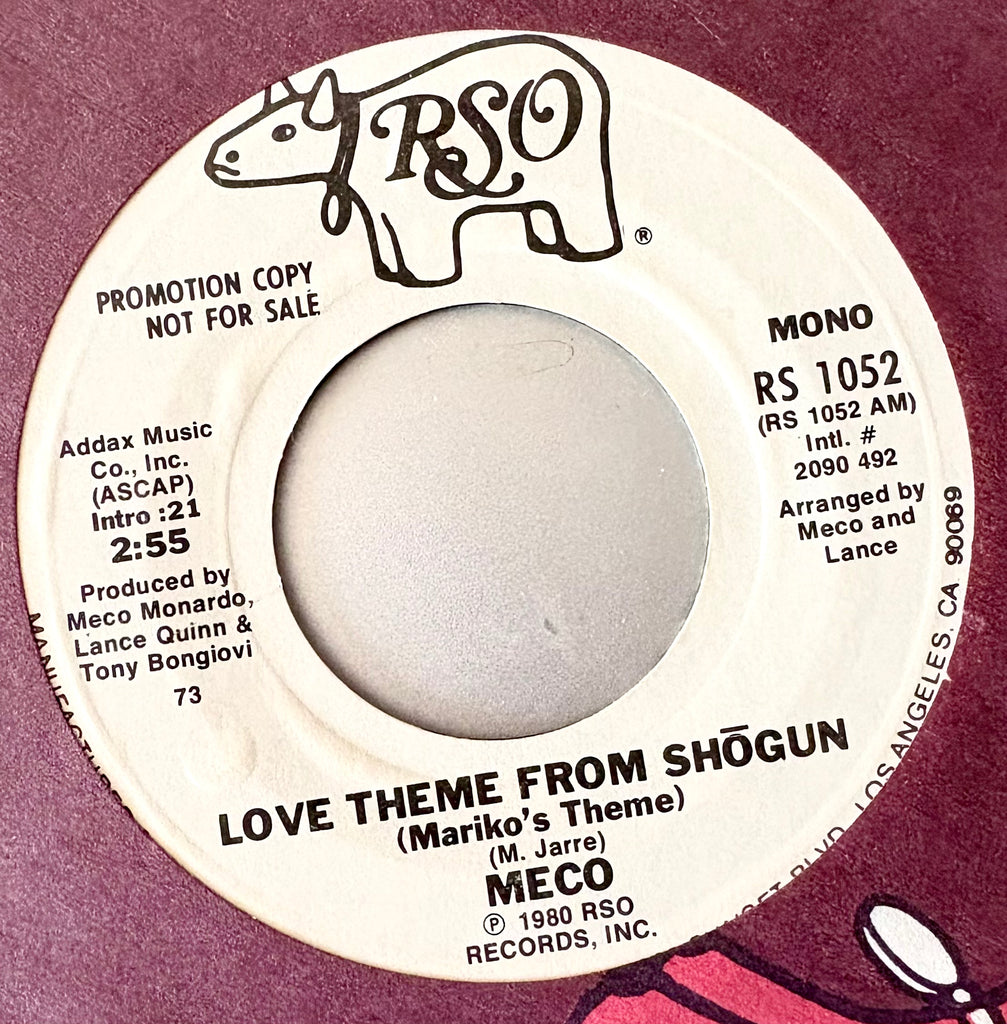 RSO
®
PROMOTION COPY
NOT FOR SALE
MONO
RS 1052
(RS 1052 AM)
Intl. #
2090 492
Arranged by
Meco and
Lance
Addax Music
Co., Inc.
(ASCAP)
Intro :21
2:55
Produced by
Meco Monardo,
Lance Quinn &
Tony Bongiovi
73
LOVE THEME FROM SHŌGUN
(Mariko's Theme)
(M. Jarre)
MECO
℗ 1980 RSO
RECORDS, INC.
BLVD. LOS ANGELES, CA 90069